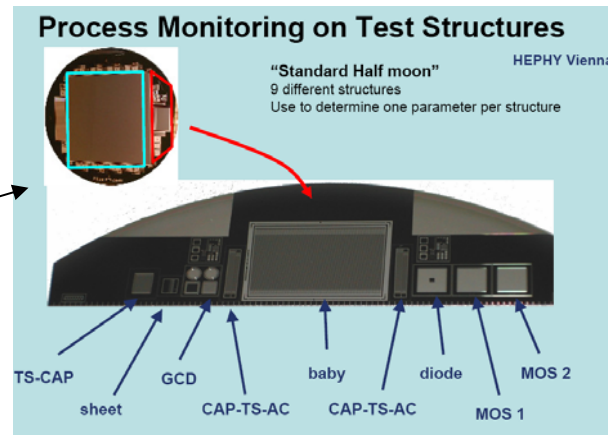 Process Monitoring on Test Structures
HEPHY Vienna
“Standard Half moon”
9 different structures
Use to determine one parameter per structure
TS-CAP
sheet
GCD
CAP-TS-AC
baby
CAP-TS-AC
diode
MOS 1
MOS 2